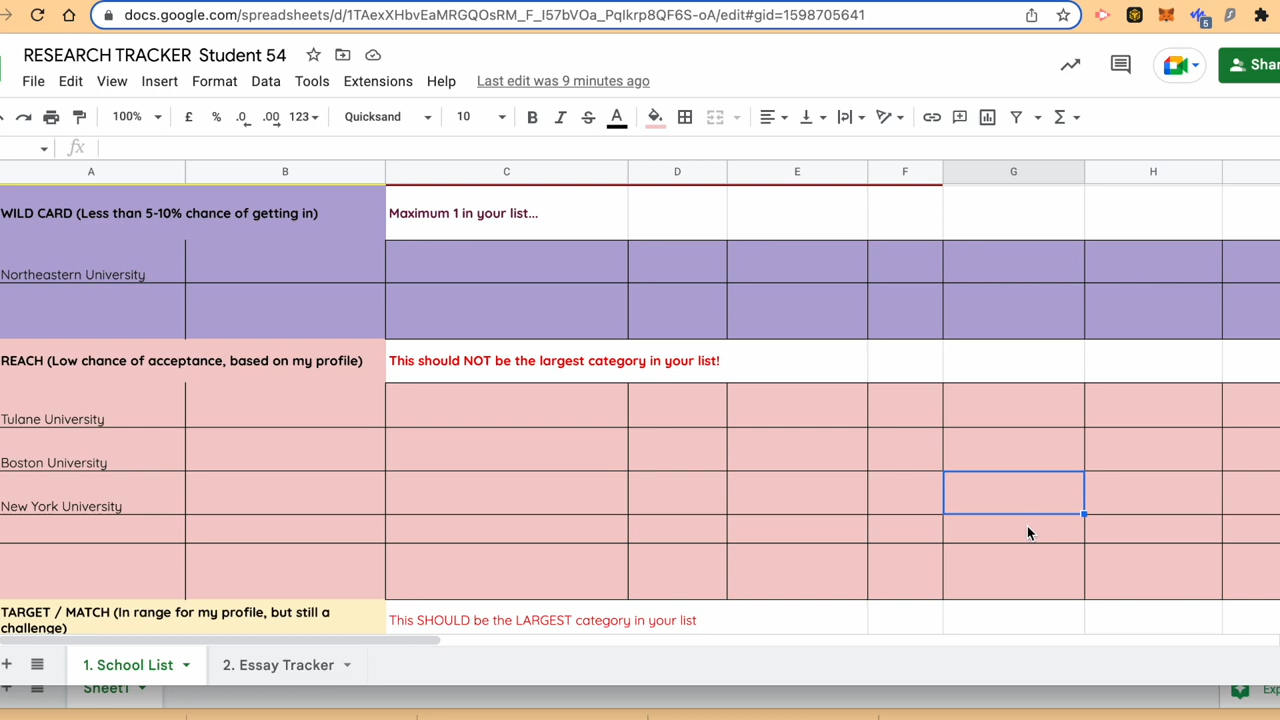 docs.google.com/spreadsheets/d/1TAexXHbvEaMRGQOsRM_F_I57bVOa_PqIkrp8QF6S-oA/edit#gid=1598705641
5
RESEARCH TRACKER Student 54
File Edit View Insert Format Data Tools Extensions Help Last edit was 9 minutes ago
100% £ % .0 .00 123 Quicksand 10 B I S A
fx
A B C D E F G H
WILD CARD (Less than 5-10% chance of getting in) Maximum 1 in your list...
Northeastern University
REACH (Low chance of acceptance, based on my profile) This should NOT be the largest category in your list!
Tulane University
Boston University
New York University
TARGET / MATCH (In range for my profile, but still a
challenge)
This SHOULD be the LARGEST category in your list
1. School List 2. Essay Tracker
Sheet1